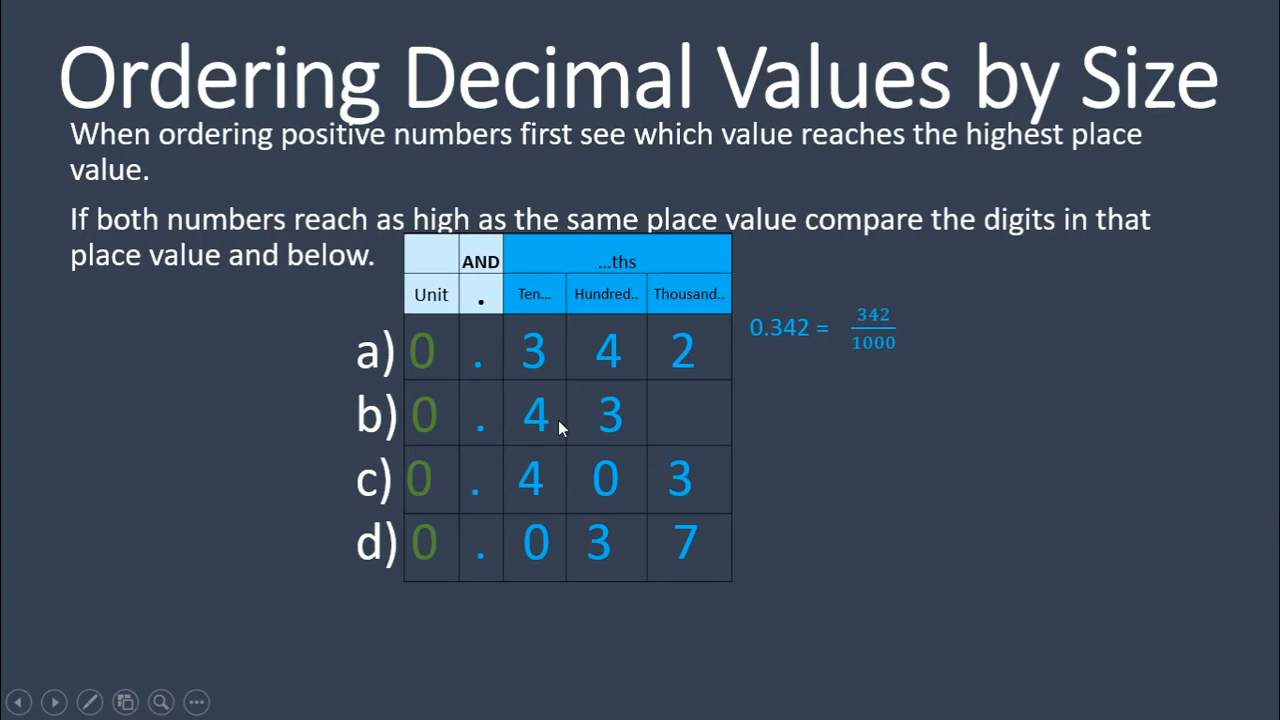 Ordering Decimal Values by Size
When ordering positive numbers first see which value reaches the highest place
value.
If both numbers reach as high as the same place value compare the digits in that
place value and below.
AND ...ths
Unit . Ten... Hundred.. Thousand..
a) 0 . 3 4 2
0.342 = 342/1000
b) 0 . 4 3
c) 0 . 4 0 3
d) 0 . 0 3 7